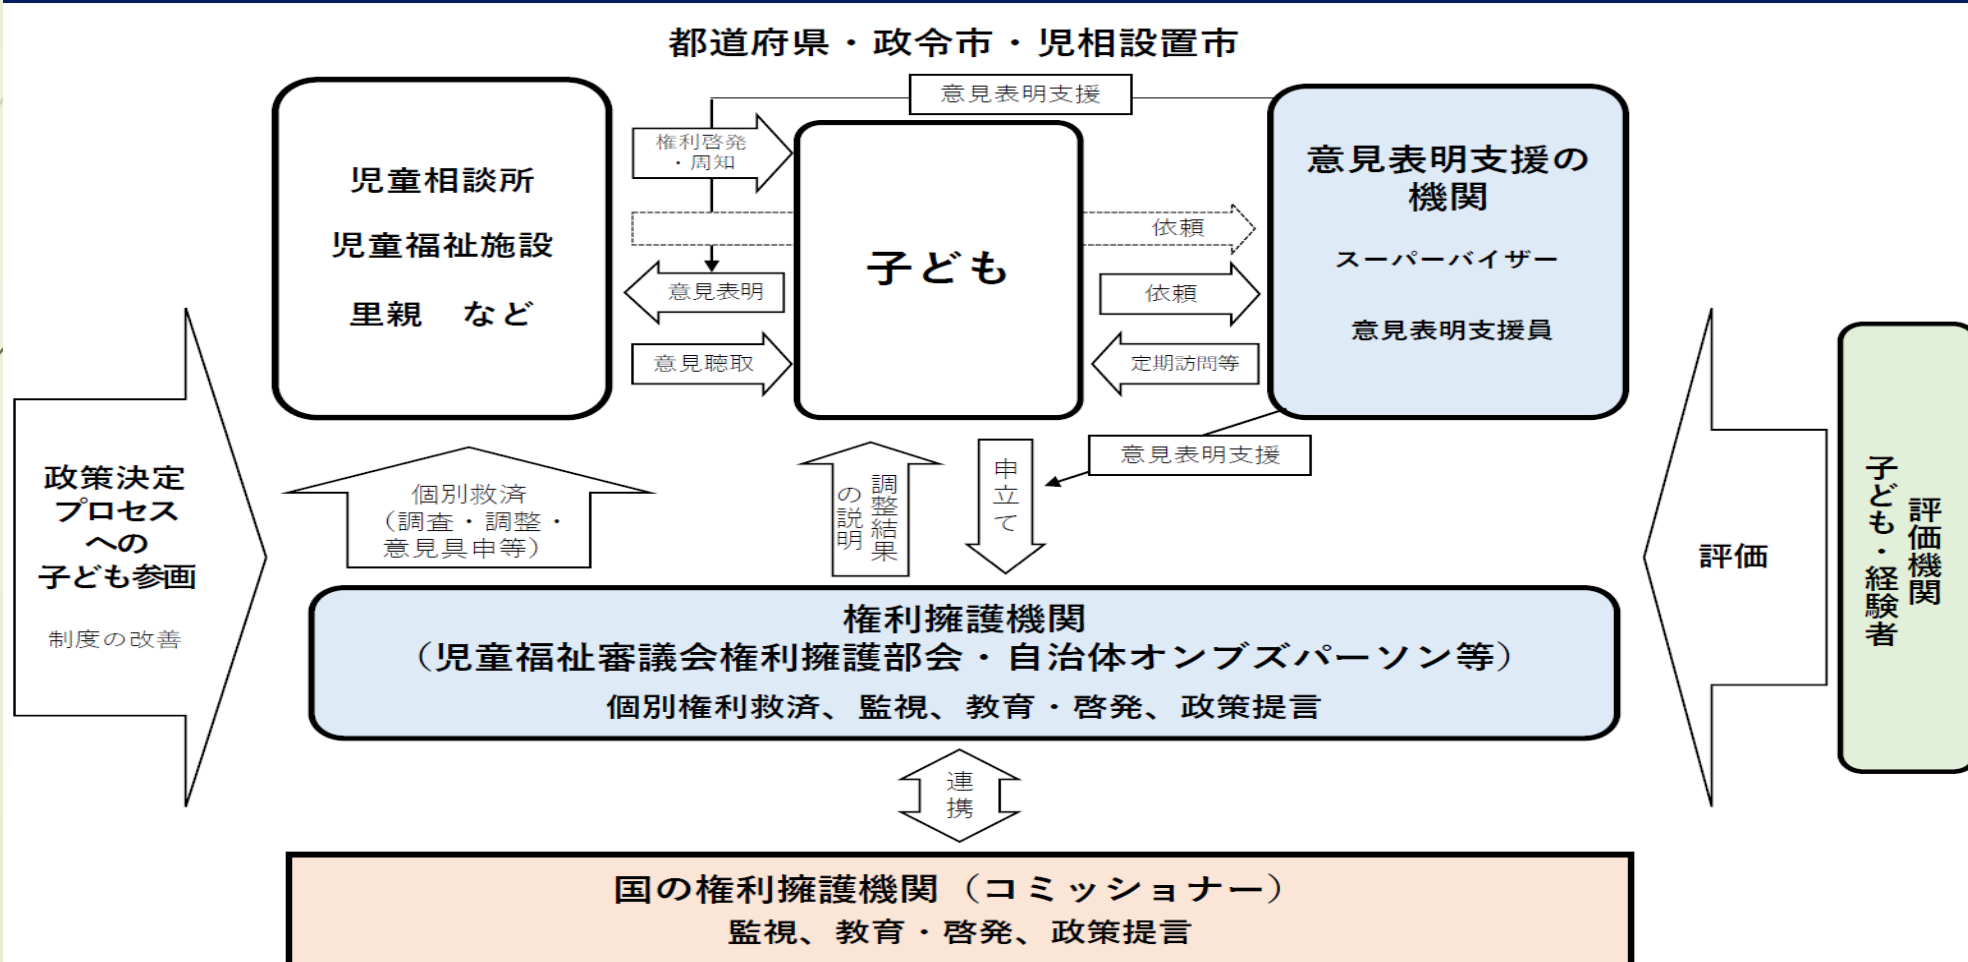 都道府県・政令市・児相設置市
意見表明支援
児童相談所
児童福祉施設
里親　など
権利啓発
・周知
意見表明
意見聴取
子ども
依頼
依頼
定期訪問等
意見表明支援の
機関
スーパーバイザー
意見表明支援員
意見表明支援
政策決定
プロセス
への
子ども参画
制度の改善
個別救済
（調査・調整・
意見具申等）
調整結果
の説明
申立て
評価
評価機関
子ども・経験者
権利擁護機関
（児童福祉審議会権利擁護部会・自治体オンブズパーソン等）
個別権利救済、監視、教育・啓発、政策提言
連携
国の権利擁護機関（コミッショナー）
監視、教育・啓発、政策提言